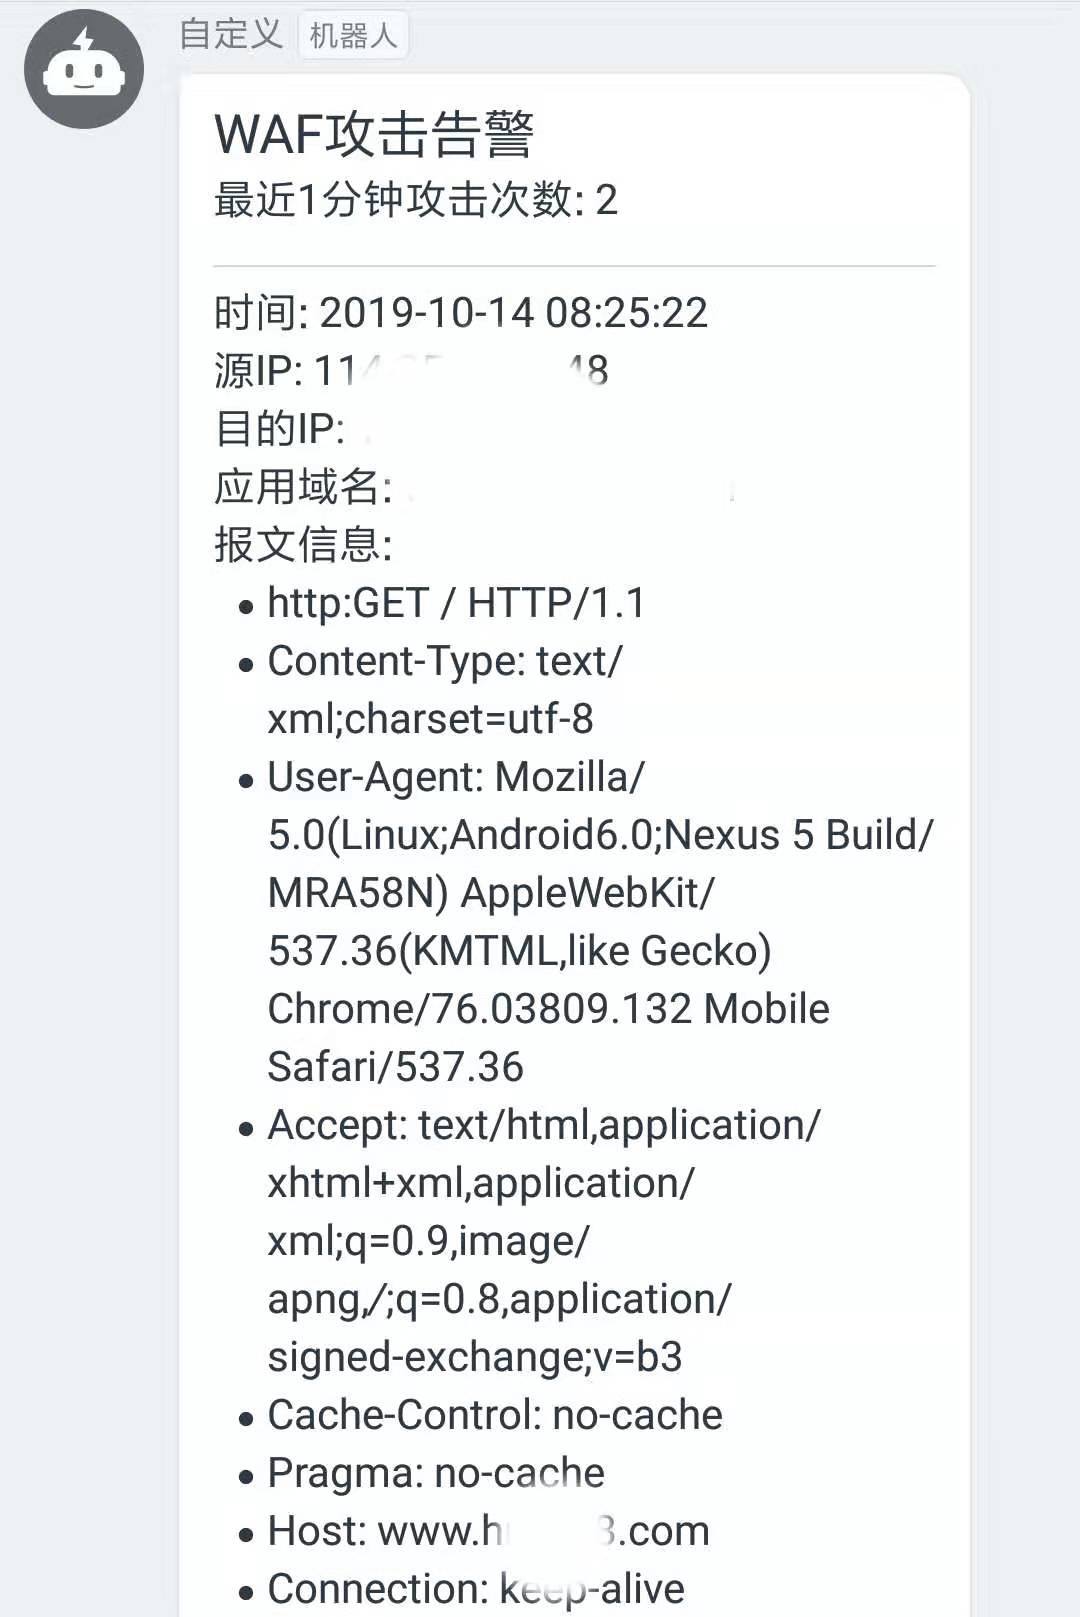 自定义 机器人
WAF攻击告警
最近1分钟攻击次数: 2
时间: 2019-10-14 08:25:22
源IP: 11 48
目的IP:
应用域名:
报文信息:
• http:GET / HTTP/1.1
• Content-Type: text/
xml;charset=utf-8
• User-Agent: Mozilla/
5.0(Linux;Android6.0;Nexus 5 Build/
MRA58N) AppleWebKit/
537.36(KMTML,like Gecko)
Chrome/76.03809.132 Mobile
Safari/537.36
• Accept: text/html,application/
xhtml+xml,application/
xml;q=0.9,image/
apng,/;q=0.8,application/
signed-exchange;v=b3
• Cache-Control: no-cache
• Pragma: no-cache
• Host: www.h 3.com
• Connection: keep-alive